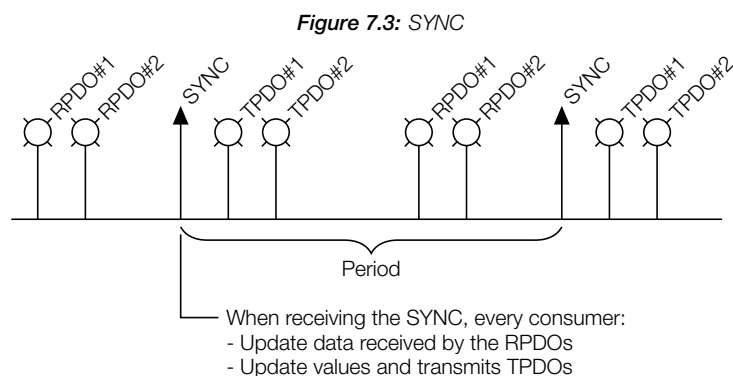 Figure 7.3: SYNC
RPDO#1
RPDO#2
SYNC
TPDO#1
TPDO#2
RPDO#1
RPDO#2
SYNC
TPDO#1
TPDO#2
Period
When receiving the SYNC, every consumer:
- Update data received by the RPDOs
- Update values and transmits TPDOs